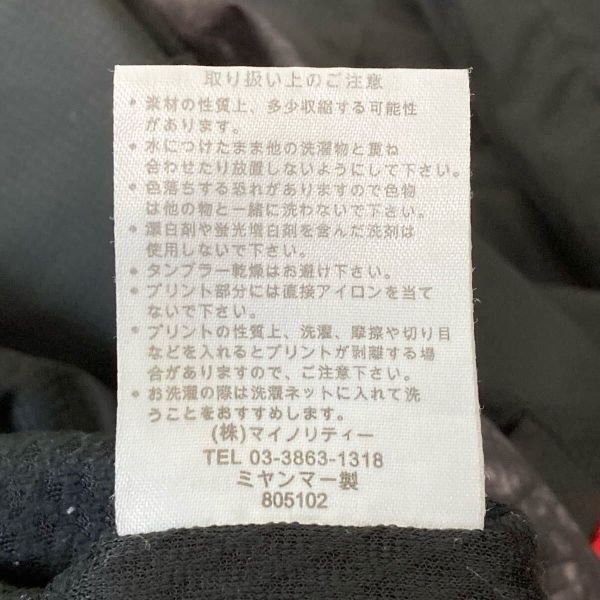 取り扱い上のご注意
・素材の性質上、多少収縮する可能性
があります。
・水につけたまま他の洗濯物と重ね
合わせたり放置しないようにして下さい。
・色落ちする恐れがありますので色物
は他の物と一緒に洗わないで下さい。
・漂白剤や蛍光増白剤を含んだ洗剤は
使用しないで下さい。
・タンブラー乾燥はお避け下さい。
・プリント部分には直接アイロンを当て
ないで下さい。
・プリントの性質上、洗濯、摩擦や切り目
などを入れるとプリントが剥離する場
合がありますので、ご注意下さい。
・お洗濯の際は洗濯ネットに入れて洗
うことをおすすめします。
(株)マイノリティー
TEL 03-3863-1318
ミヤンマー製
805102